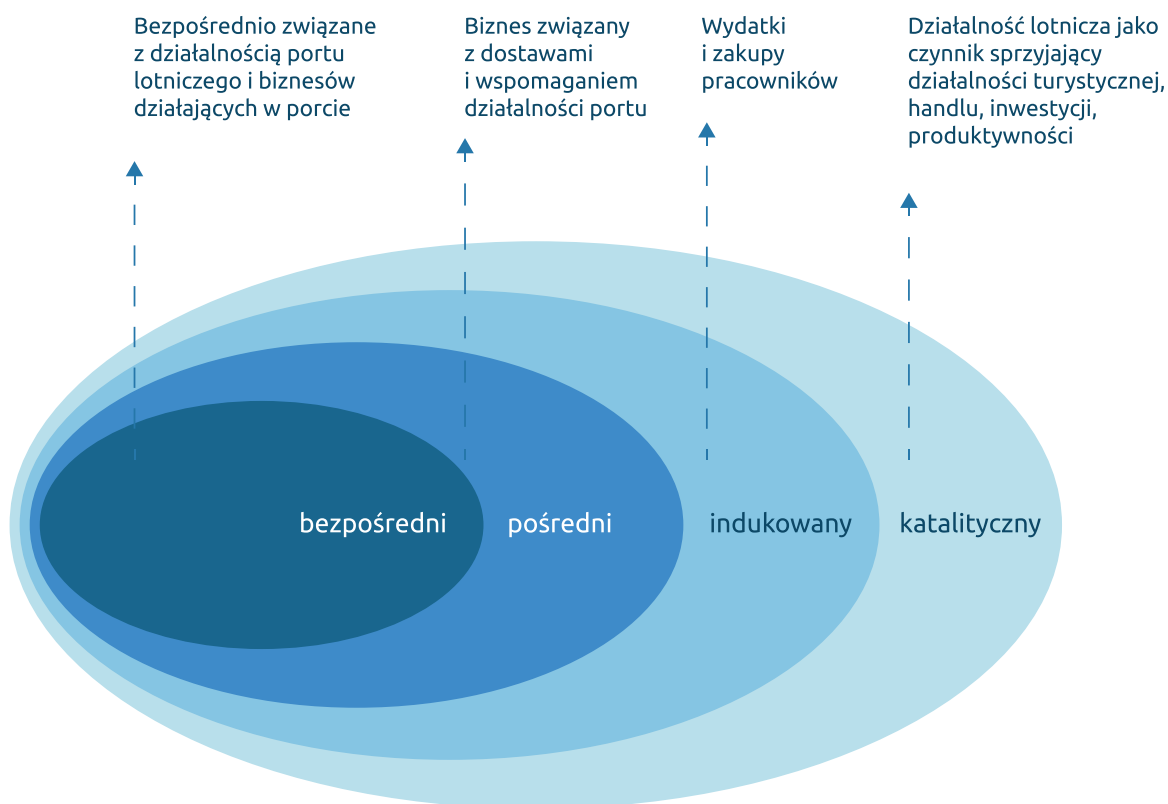 Bezpośrednio związane
z działalnością portu
lotniczego i biznesów
działających w porcie
Biznes związany
z dostawami
i wspomaganiem
działalności portu
Wydatki
i zakupy
pracowników
Działalność lotnicza jako
czynnik sprzyjający
działalności turystycznej,
handlu, inwestycji,
produktywności
bezpośredni
pośredni
indukowany
katalityczny